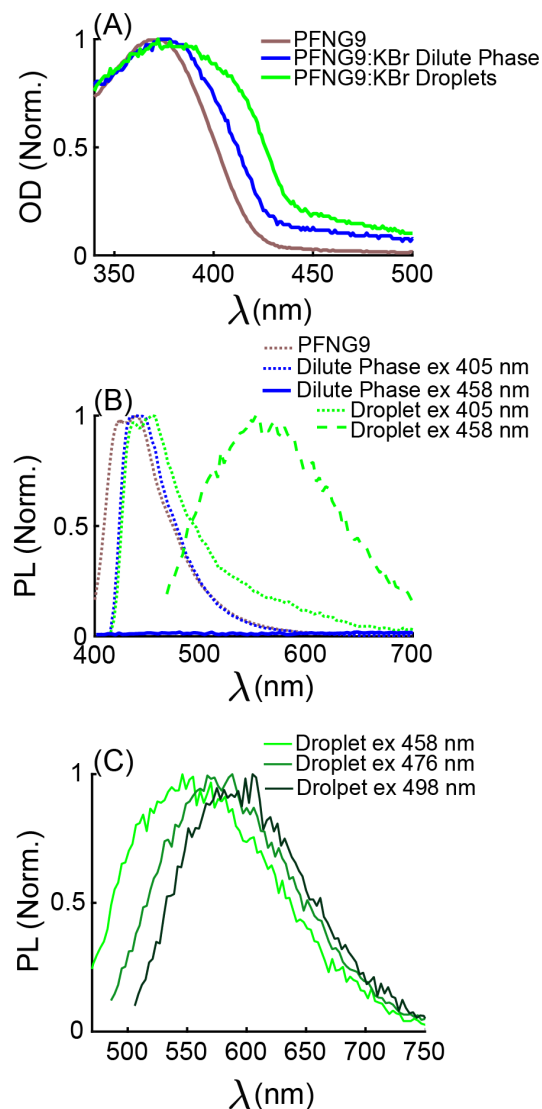 (A)
PFNG9
PFNG9:KBr Dilute Phase
PFNG9:KBr Droplets
OD (Norm.)
1
0.5
0
350 400 450 500
λ(nm)
(B)
PFNG9
Dilute Phase ex 405 nm
Dilute Phase ex 458 nm
Droplet ex 405 nm
Droplet ex 458 nm
PL (Norm.)
1
0.5
0
400 500 600 700
λ(nm)
(C)
Droplet ex 458 nm
Droplet ex 476 nm
Drolpet ex 498 nm
PL (Norm.)
1
0.5
0
500 550 600 650 700 750
λ(nm)